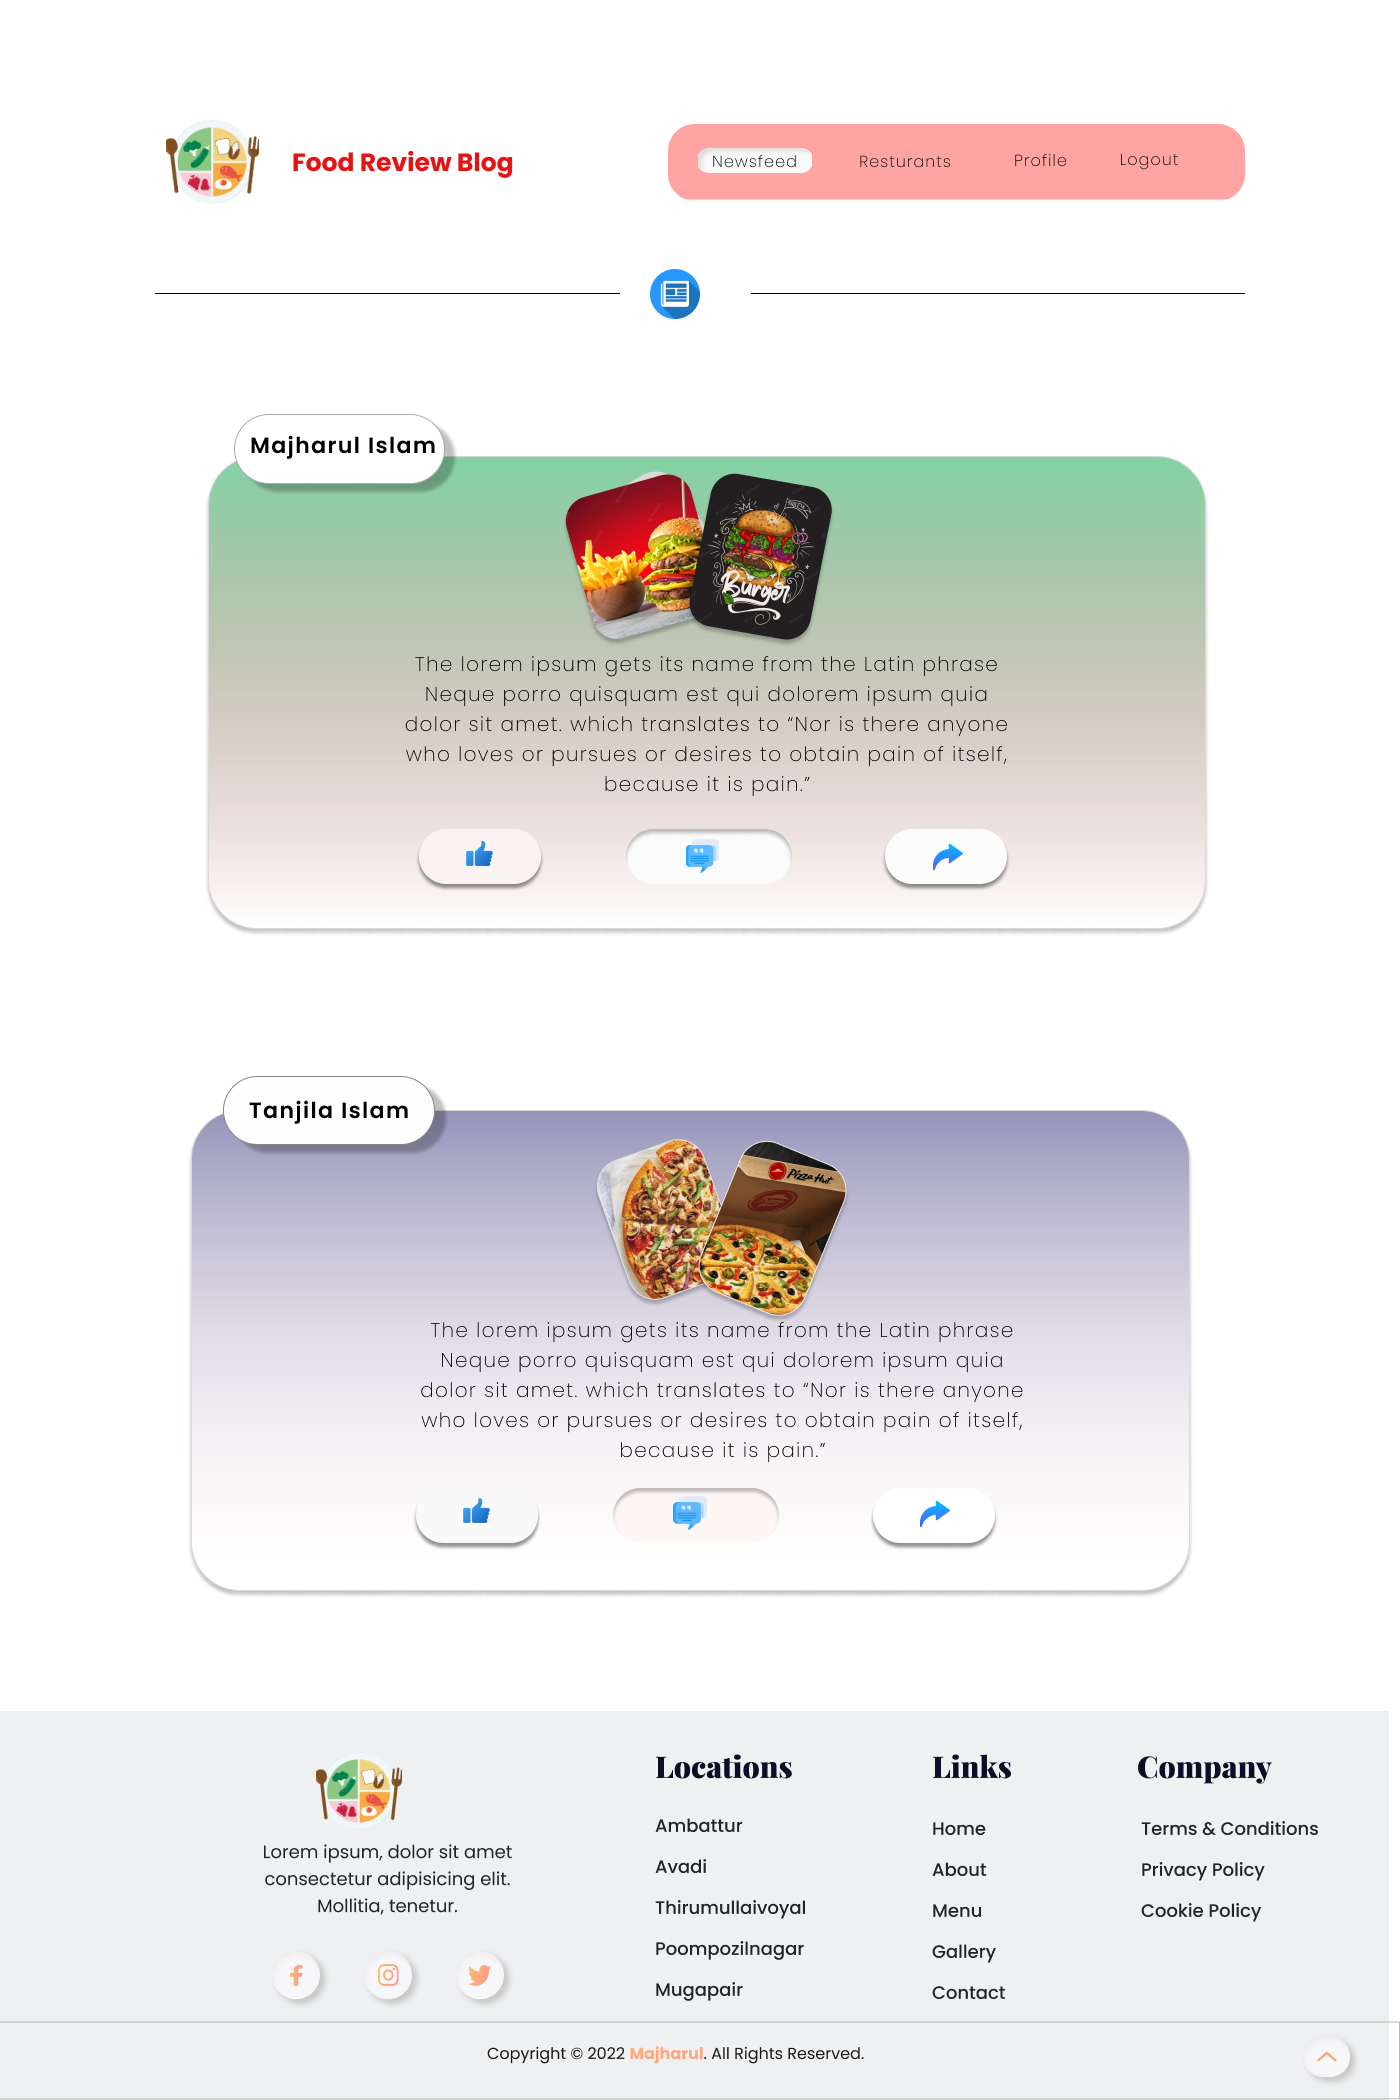 Food Review Blog
Newsfeed
Resturants
Profile
Logout
Majharul Islam
Burger
The lorem ipsum gets its name from the Latin phrase
Neque porro quisquam est qui dolorem ipsum quia
dolor sit amet. which translates to “Nor is there anyone
who loves or pursues or desires to obtain pain of itself,
because it is pain.”
Tanjila Islam
Pizza Hut
The lorem ipsum gets its name from the Latin phrase
Neque porro quisquam est qui dolorem ipsum quia
dolor sit amet. which translates to “Nor is there anyone
who loves or pursues or desires to obtain pain of itself,
because it is pain.”
Lorem ipsum, dolor sit amet
consectetur adipisicing elit.
Mollitia, tenetur.
Locations
Ambattur
Avadi
Thirumullaivoyal
Poompozilnagar
Mugapair
Links
Home
About
Menu
Gallery
Contact
Company
Terms & Conditions
Privacy Policy
Cookie Policy
Copyright © 2022 Majharul. All Rights Reserved.